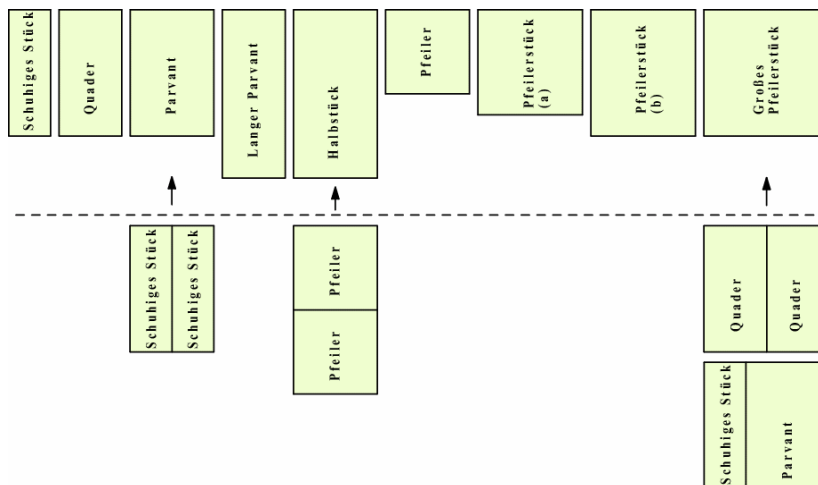 Schuhiges Stück
Quader
Parvant
Langer Parvant
Halbstück
Pfeiler
Pfeilerstück
(a)
Pfeilerstück
(b)
Großes
Pfeilerstück
Schuhiges Stück
Schuhiges Stück
Pfeiler
Pfeiler
Quader
Quader
Schuhiges Stück
Parvant